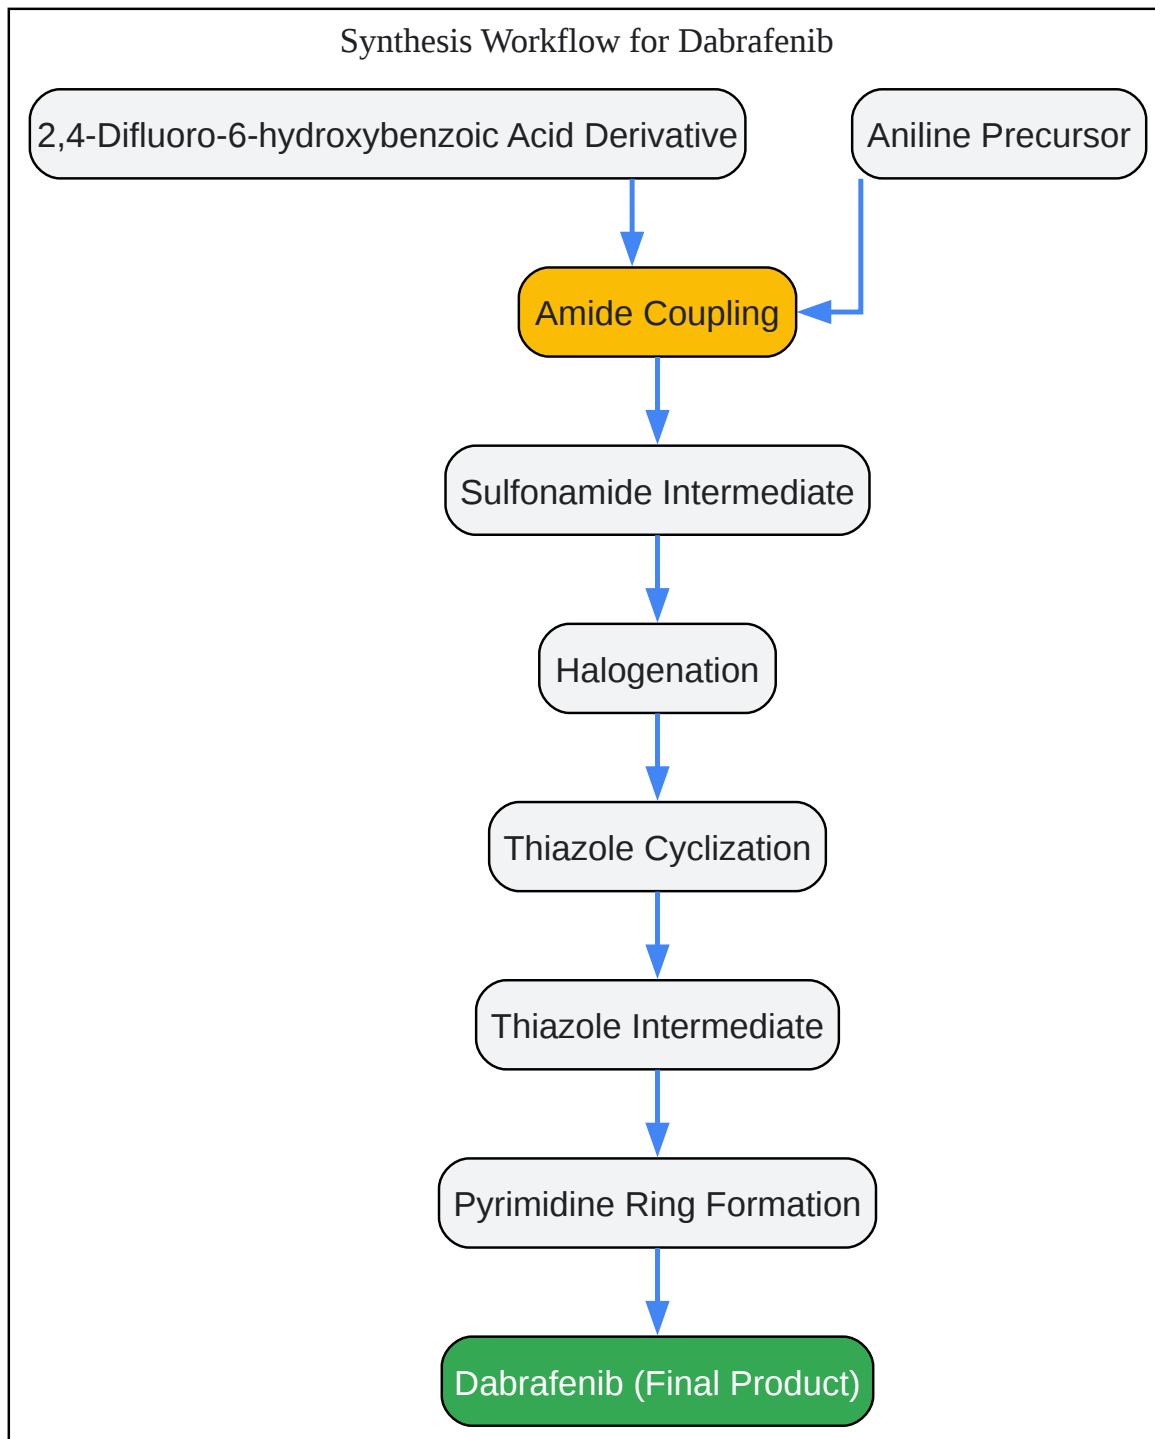 Synthesis Workflow for Dabrafenib
2,4-Difluoro-6-hydroxybenzoic Acid Derivative
Aniline Precursor
Amide Coupling
Sulfonamide Intermediate
Halogenation
Thiazole Cyclization
Thiazole Intermediate
Pyrimidine Ring Formation
Dabrafenib (Final Product)